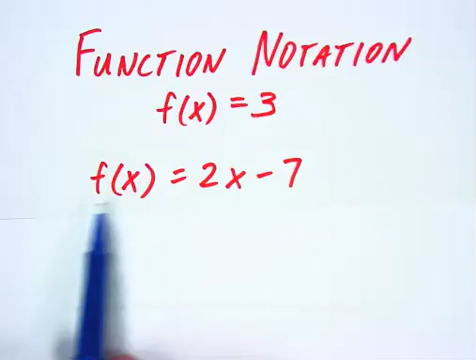 FUNCTION NOTATION
f(x) = 3
f(x) = 2x - 7